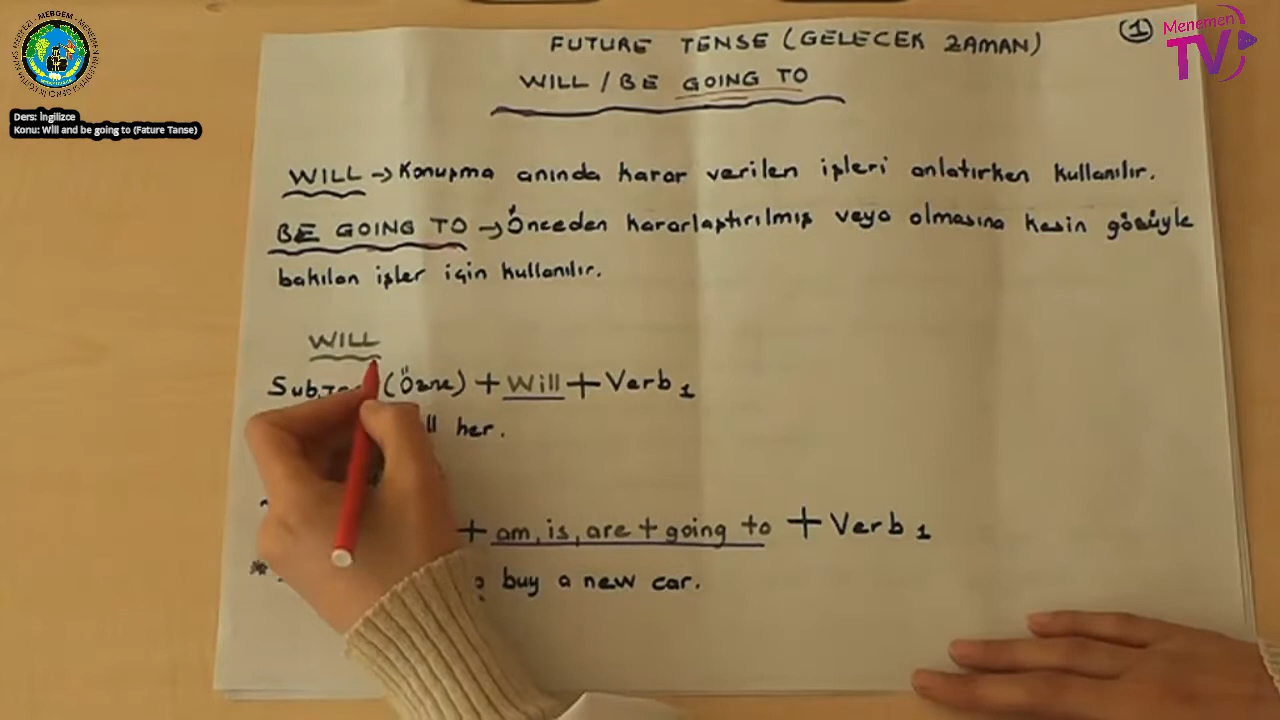 MEBGEM - MENEMEN
Menemen
TV
Ders: İngilizce
Konu: Will and be going to (Fature Tanse)
1
FUTURE TENSE (GELECEK ZAMAN)
WILL / BE GOING TO
WILL → Konuşma anında karar verilen işleri anlatırken kullanılır.
BE GOING TO → Önceden kararlaştırılmış veya olmasına kesin gözüyle
bakılan işler için kullanılır.
WILL
(Özne) + Will + Verb 1
her.
+ am, is, are + going to + Verb 1
* buy a new car.